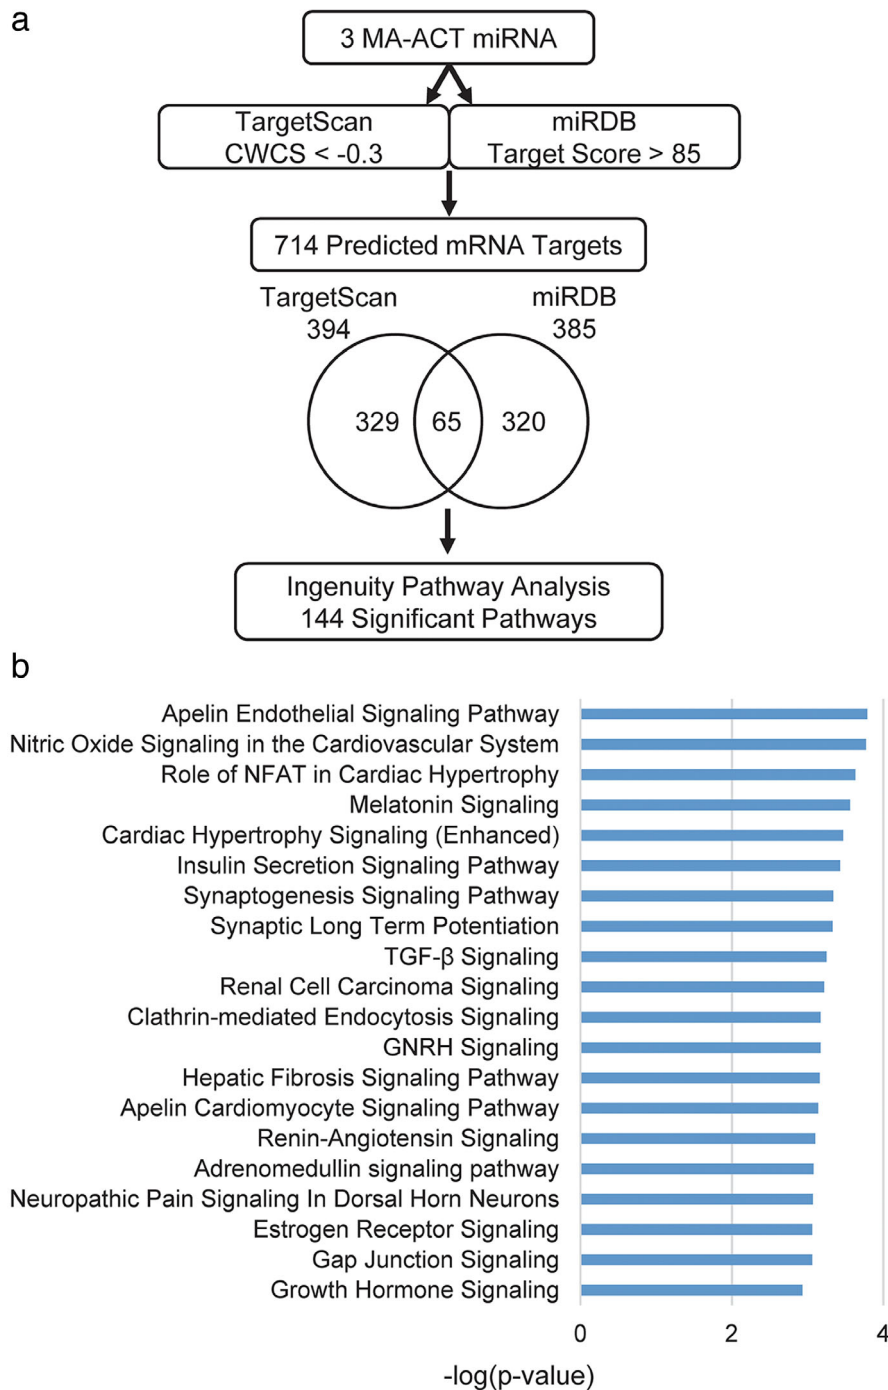 a
3 MA-ACT miRNA
TargetScan
CWCS < -0.3
miRDB
Target Score > 85
714 Predicted mRNA Targets
TargetScan
394
miRDB
385
329
65
320
Ingenuity Pathway Analysis
144 Significant Pathways
b
Apelin Endothelial Signaling Pathway
Nitric Oxide Signaling in the Cardiovascular System
Role of NFAT in Cardiac Hypertrophy
Melatonin Signaling
Cardiac Hypertrophy Signaling (Enhanced)
Insulin Secretion Signaling Pathway
Synaptogenesis Signaling Pathway
Synaptic Long Term Potentiation
TGF-β Signaling
Renal Cell Carcinoma Signaling
Clathrin-mediated Endocytosis Signaling
GNRH Signaling
Hepatic Fibrosis Signaling Pathway
Apelin Cardiomyocyte Signaling Pathway
Renin-Angiotensin Signaling
Adrenomedullin signaling pathway
Neuropathic Pain Signaling In Dorsal Horn Neurons
Estrogen Receptor Signaling
Gap Junction Signaling
Growth Hormone Signaling
0 2 4
-log(p-value)